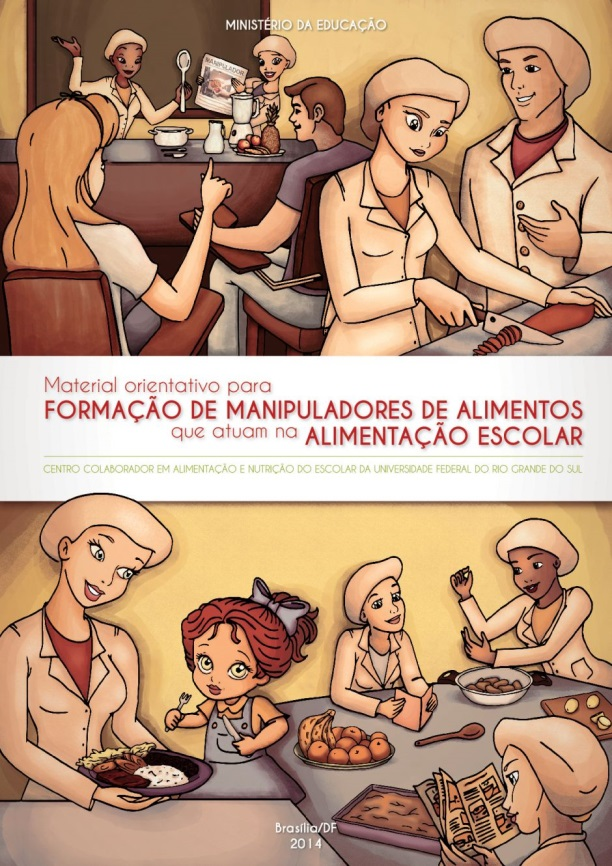 MINISTÉRIO DA EDUCAÇÃO
MANIPULADOR
Material orientativo para
FORMAÇÃO DE MANIPULADORES DE ALIMENTOS
que atuam na ALIMENTAÇÃO ESCOLAR
CENTRO COLABORADOR EM ALIMENTAÇÃO E NUTRIÇÃO DO ESCOLAR DA UNIVERSIDADE FEDERAL DO RIO GRANDE DO SUL
Brasília/DF
2014